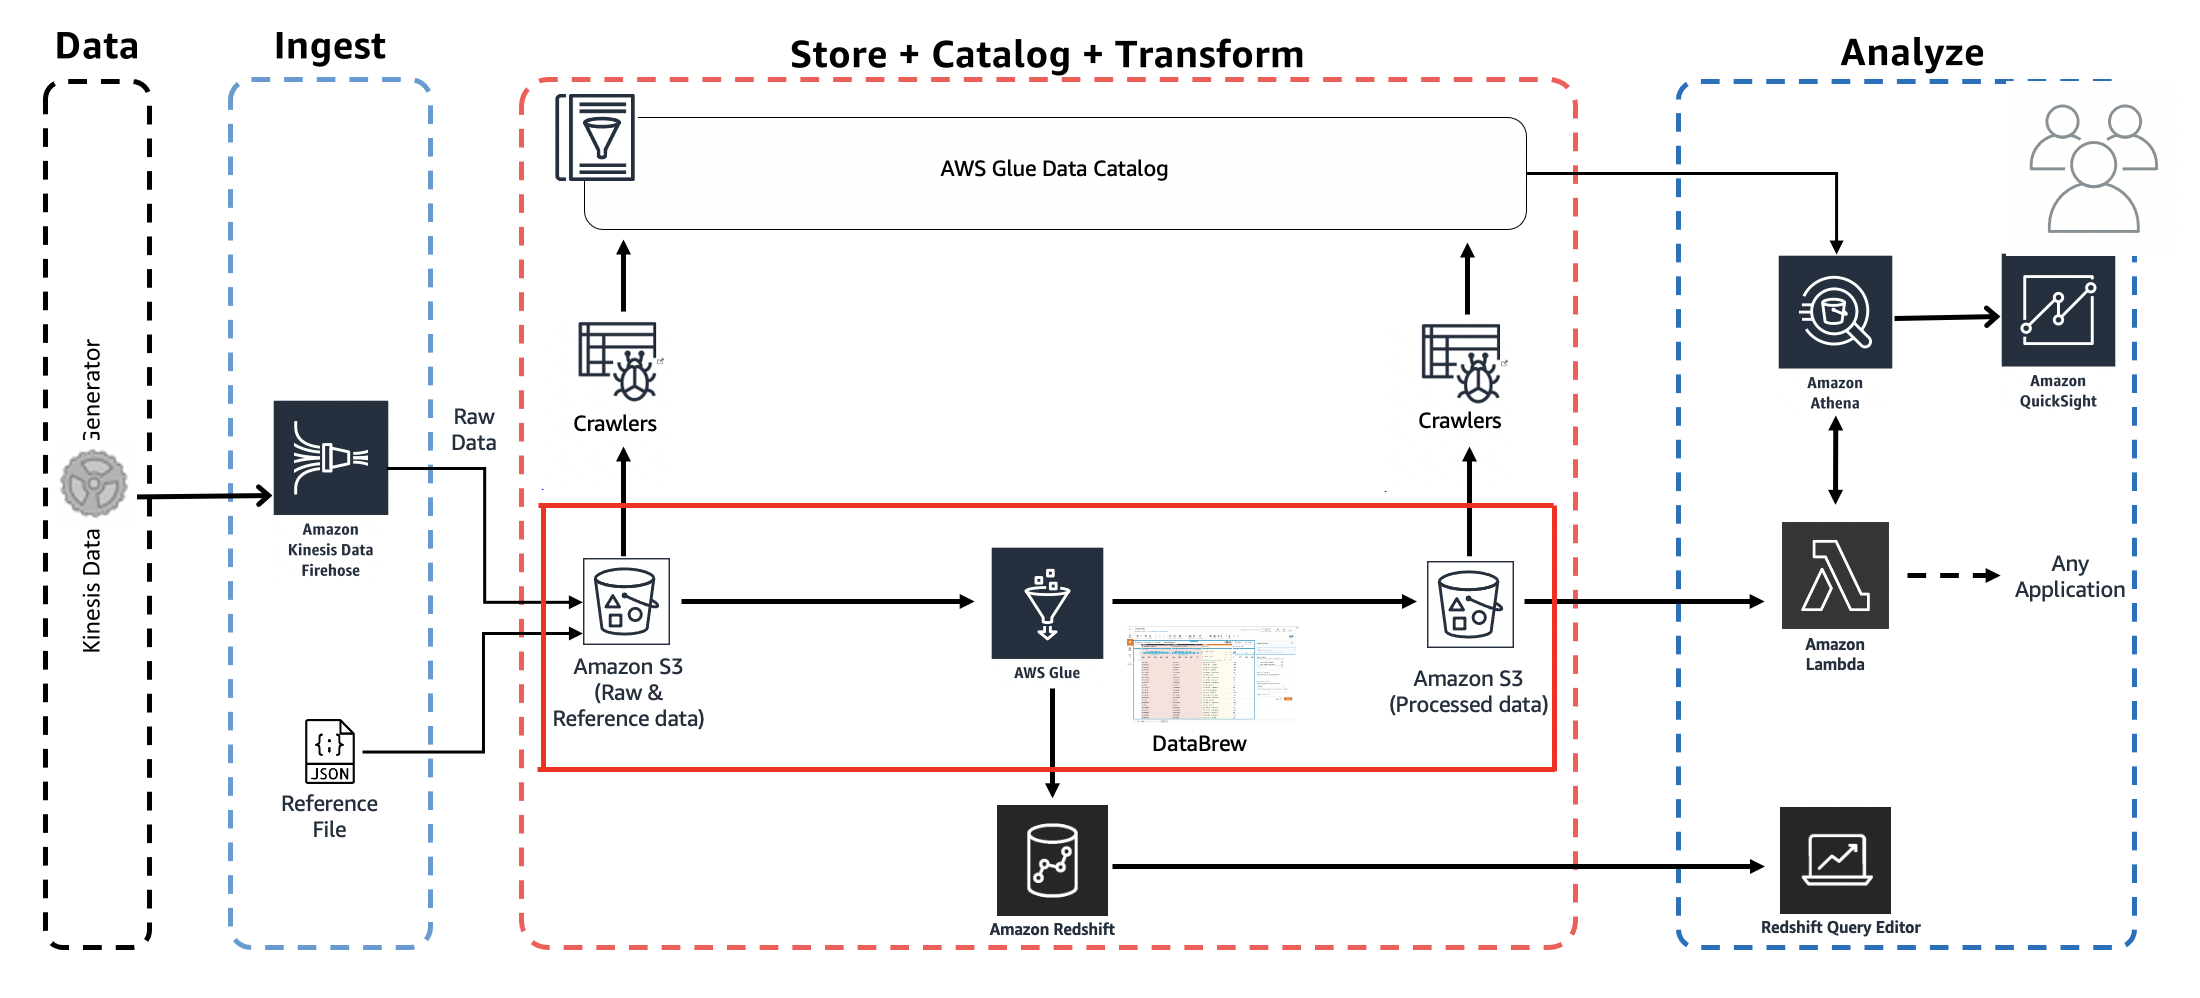 Data
Ingest
Store + Catalog + Transform
Analyze
AWS Glue Data Catalog
Kinesis Data
Generator
Amazon
Kinesis Data
Firehose
Raw
Data
{;}
JSON
Reference
File
Crawlers
Crawlers
Amazon S3
(Raw &
Reference data)
AWS Glue
DataBrew
Amazon S3
(Processed data)
Amazon Redshift
Amazon
Athena
Amazon
QuickSight
Amazon
Lambda
Any
Application
Redshift Query Editor